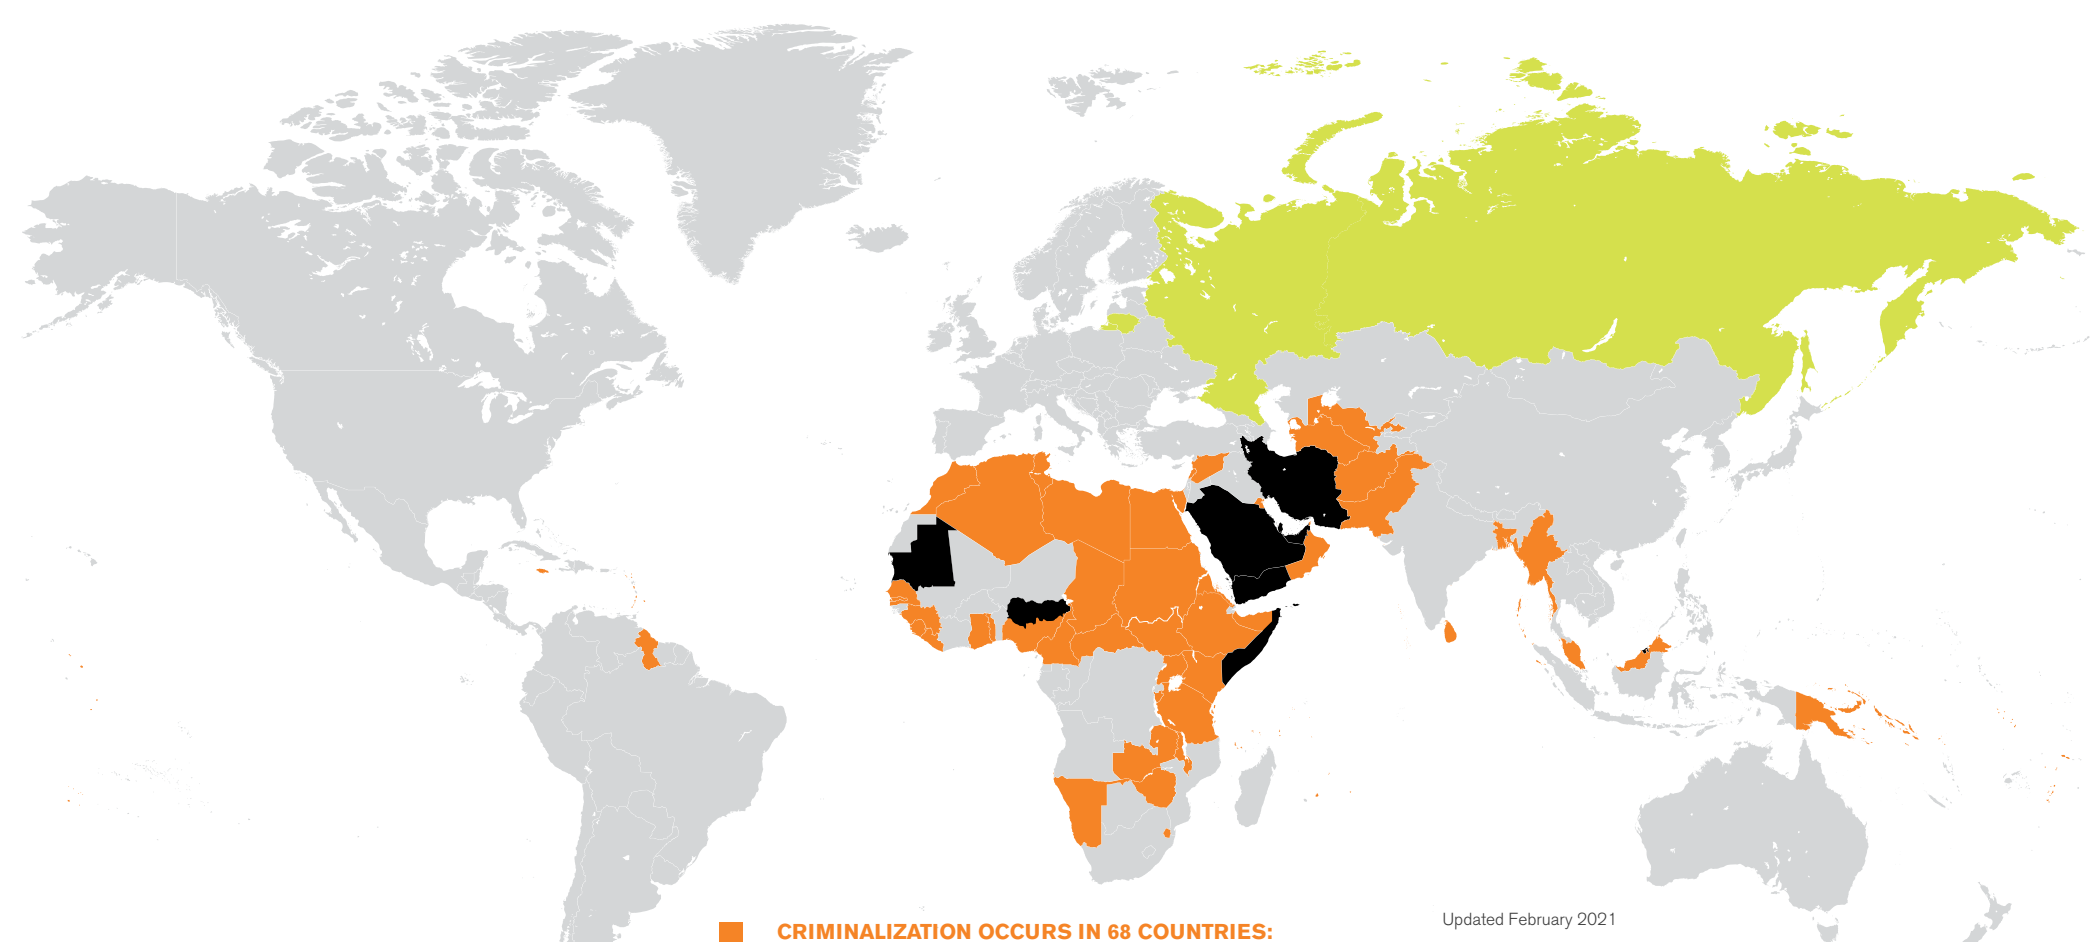 Updated February 2021
CRIMINALIZATION OCCURS IN 68 COUNTRIES: